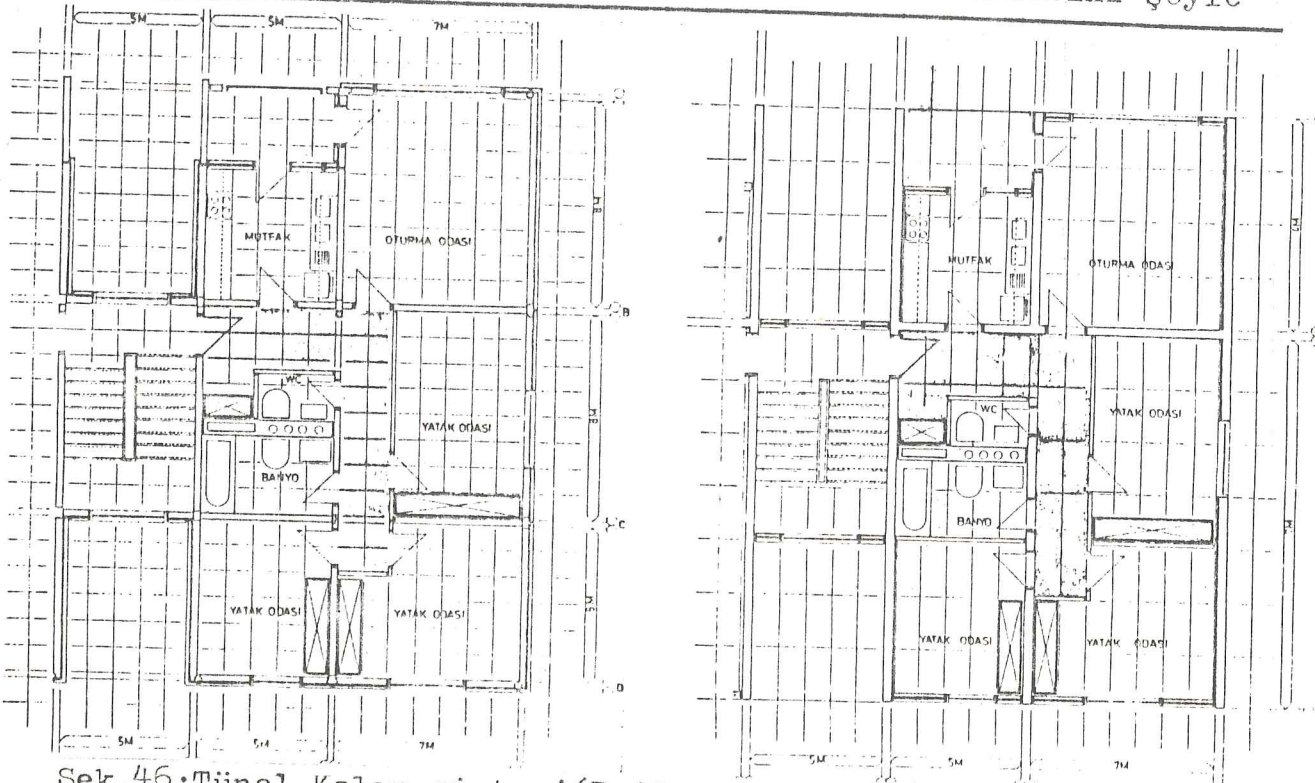 şöyle
5M 5M 7M
MUTFAK
OTURMA ODASI
B
WC
YATAK ODASI
BANYO
C
YATAK ODASI
YATAK ODASI
D
5M 5M 7M
MUTFAK
OTURMA ODASI
WC
YATAK ODASI
BANYO
YATAK ODASI
YATAK ODASI
5M 5M 7M
Şek 46:Tünel Kalıp